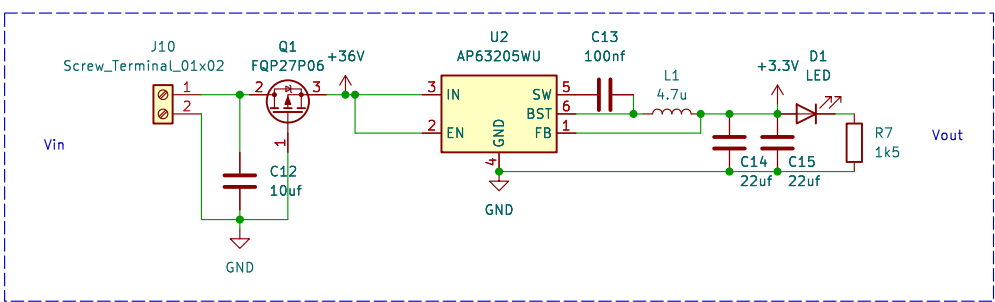 J10
Screw_Terminal_01x02
1
2
Vin
C12
10uf
GND
Q1
FQP27P06
2
3
1
+36V
U2
AP63205WU
3
IN
2
EN
SW
5
BST
6
FB
1
GND
4
GND
C13
100nf
L1
4.7u
+3.3V
D1
LED
C14
22uf
C15
22uf
R7
1k5
Vout